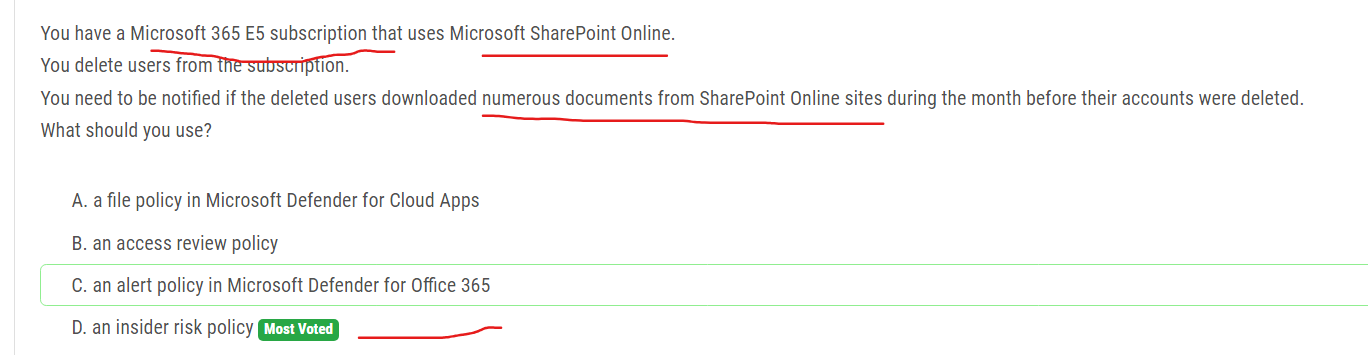 You have a Microsoft 365 E5 subscription that uses Microsoft SharePoint Online.
You delete users from the subscription.
You need to be notified if the deleted users downloaded numerous documents from SharePoint Online sites during the month before their accounts were deleted.
What should you use?
A. a file policy in Microsoft Defender for Cloud Apps
B. an access review policy
C. an alert policy in Microsoft Defender for Office 365
D. an insider risk policy Most Voted